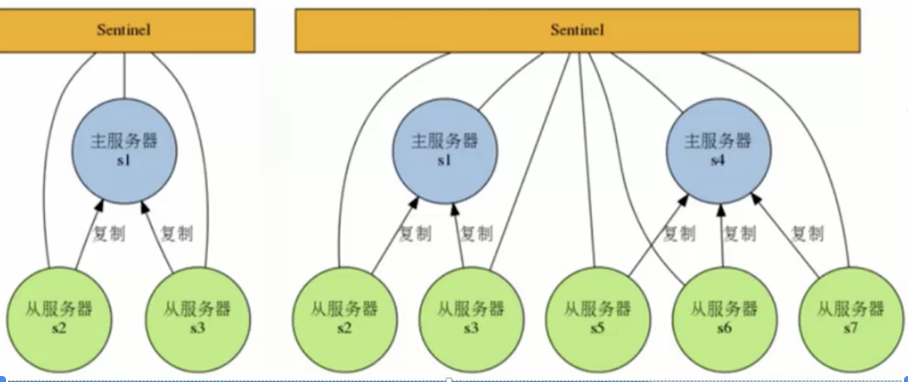 Sentinel
主服务器
s1
复制
复制
从服务器
s2
从服务器
s3
Sentinel
主服务器
s1
主服务器
s4
复制
复制
复制
复制
复制
从服务器
s2
从服务器
s3
从服务器
s5
从服务器
s6
从服务器
s7